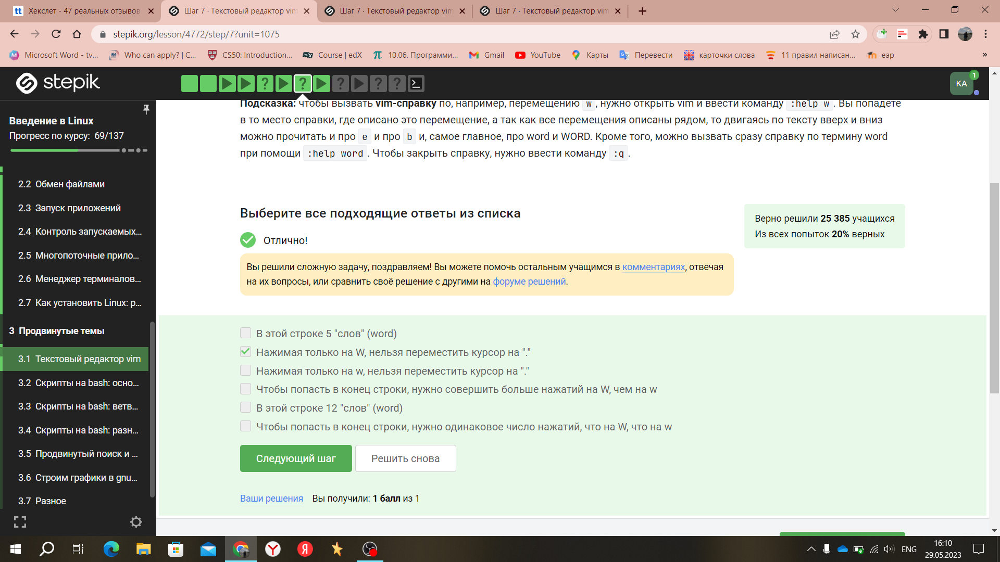 Хекслет - 47 реальных отзывов
Шаг 7 · Текстовый редактор vim
Шаг 7 · Текстовый редактор vim
Шаг 7 · Текстовый редактор vim
stepik.org/lesson/4772/step/7?unit=1075
Microsoft Word - tv...
Who can apply? | C...
CS50: Introduction...
edX
Course | edX
10.06. Программи...
Gmail
YouTube
Карты
Перевести
карточки слова
11 правил написан...
eap
»
stepik
KA
1
Введение в Linux
Прогресс по курсу: 69/137
2.2 Обмен файлами
2.3 Запуск приложений
2.4 Контроль запускаемых...
2.5 Многопоточные прило...
2.6 Менеджер терминалов...
2.7 Как установить Linux: р...
3 Продвинутые темы
3.1 Текстовый редактор vim
3.2 Скрипты на bash: осно...
3.3 Скрипты на bash: ветв...
3.4 Скрипты на bash: разн...
3.5 Продвинутый поиск и ...
3.6 Строим графики в gnu...
3.7 Разное
Подсказка: чтобы вызвать vim-справку по, например, перемещению w, нужно открыть vim и ввести команду :help w. Вы попадете
в то место справки, где описано это перемещение, а так как все перемещения описаны рядом, то двигаясь по тексту вверх и вниз
можно прочитать и про e и про b и, самое главное, про word и WORD. Кроме того, можно вызвать сразу справку по термину word
при помощи :help word. Чтобы закрыть справку, нужно ввести команду :q.
Выберите все подходящие ответы из списка
Верно решили 25 385 учащихся
Из всех попыток 20% верных
Отлично!
Вы решили сложную задачу, поздравляем! Вы можете помочь остальным учащимся в комментариях, отвечая
на их вопросы, или сравнить своё решение с другими на форуме решений.
В этой строке 5 "слов" (word)
Нажимая только на W, нельзя переместить курсор на "."
Нажимая только на w, нельзя переместить курсор на "."
Чтобы попасть в конец строки, нужно совершить больше нажатий на W, чем на w
В этой строке 12 "слов" (word)
Чтобы попасть в конец строки, нужно одинаковое число нажатий, что на W, что на w
Следующий шаг
Решить снова
Ваши решения Вы получили: 1 балл из 1
ENG
16:10
29.05.2023